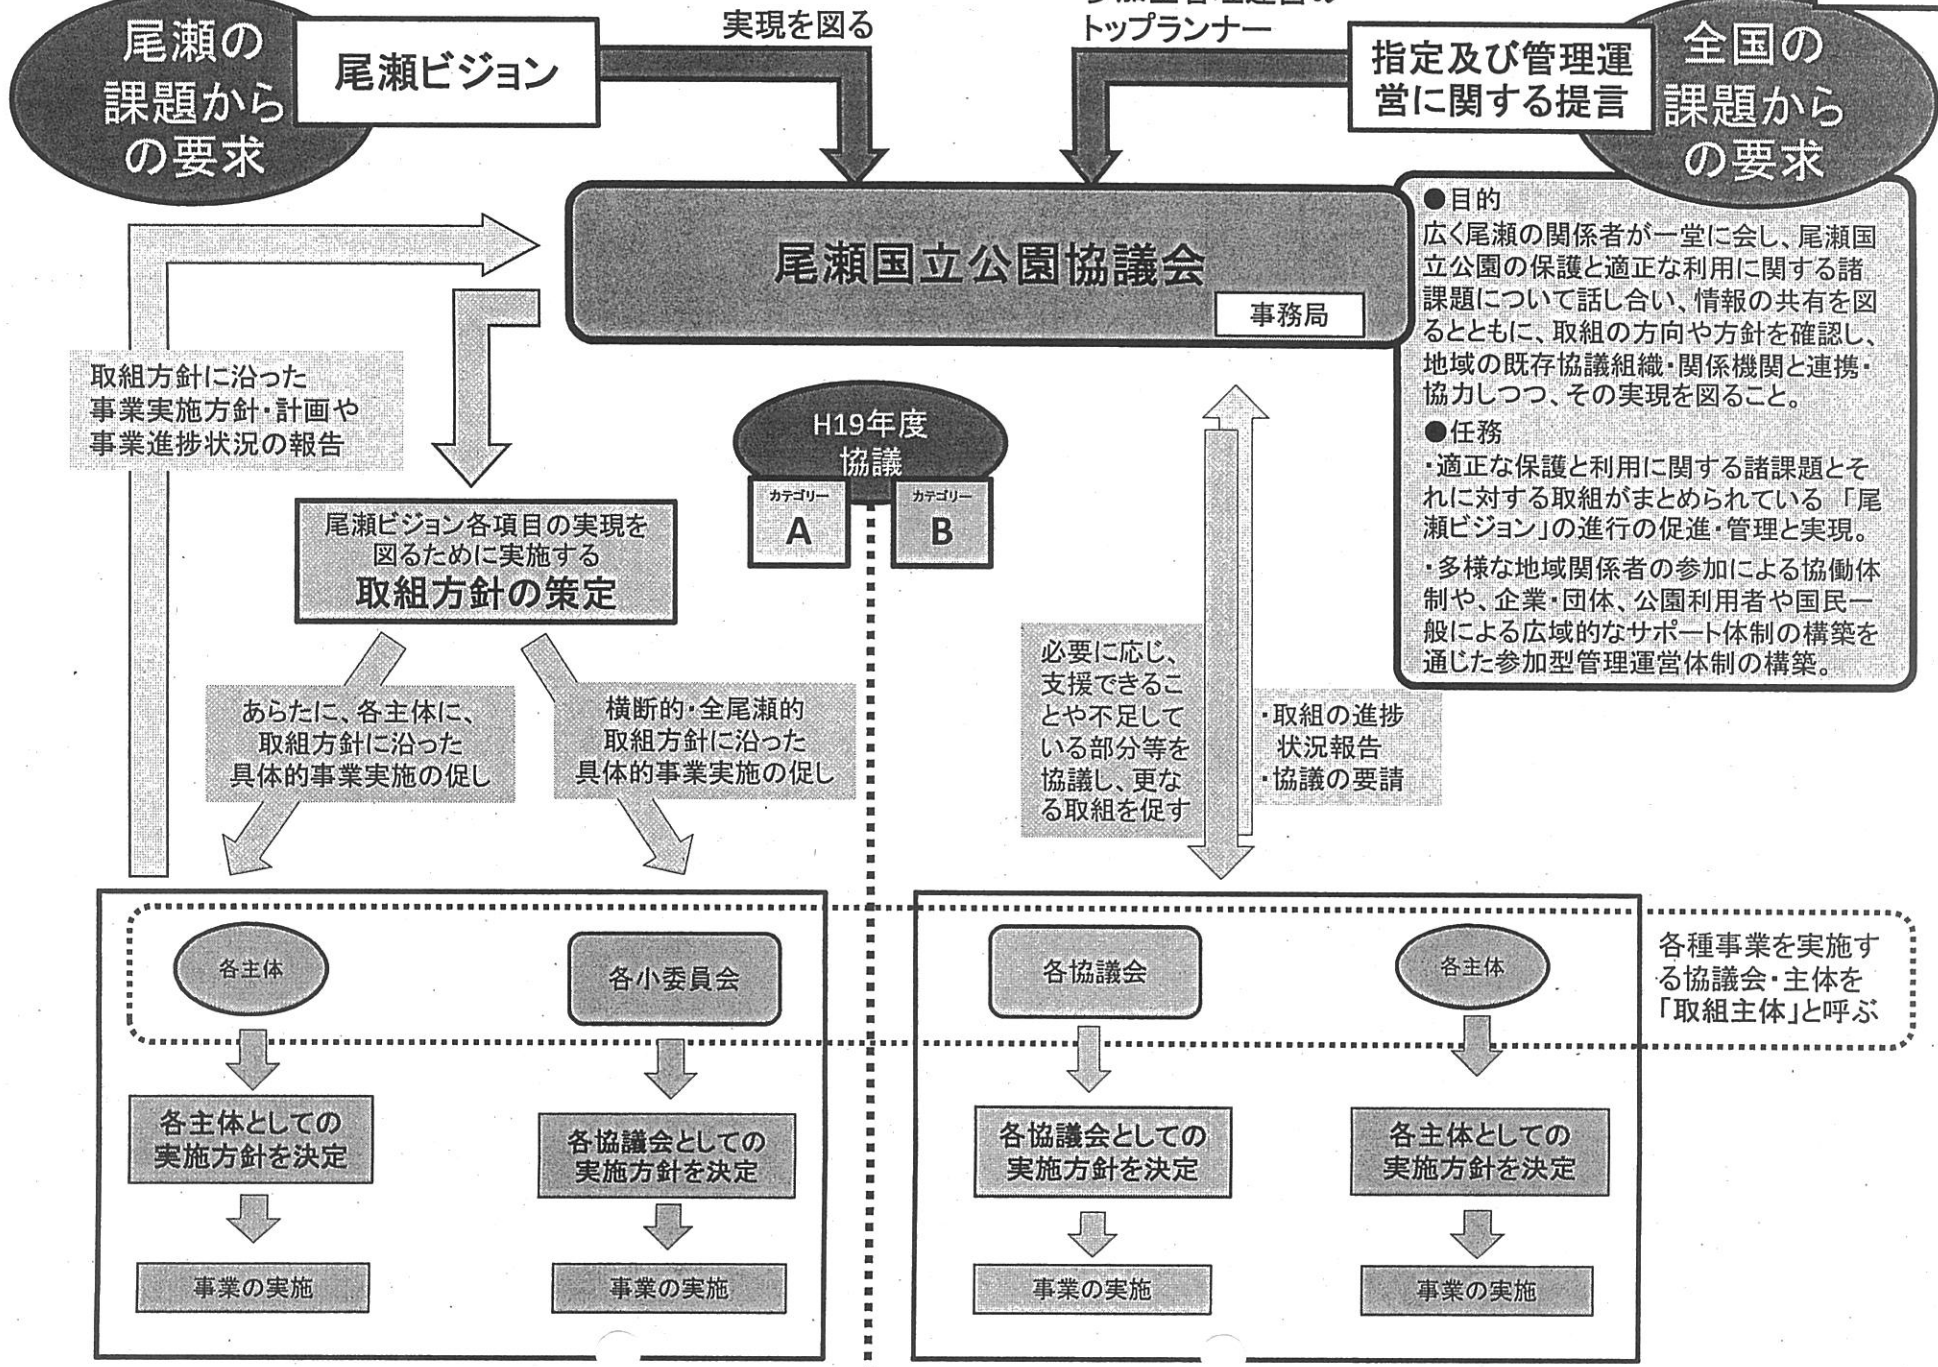 尾瀬の
課題から
の要求
尾瀬ビジョン
実現を図る
トップランナー
指定及び管理運
営に関する提言
全国の
課題から
の要求
尾瀬国立公園協議会
事務局
●目的
広く尾瀬の関係者が一堂に会し、尾瀬国
立公園の保護と適正な利用に関する諸
課題について話し合い、情報の共有を図
るとともに、取組の方向や方針を確認し、
地域の既存協議組織・関係機関と連携・
協力しつつ、その実現を図ること。
●任務
・適正な保護と利用に関する諸課題とそ
れに対する取組がまとめられている 「尾
瀬ビジョン」の進行の促進・管理と実現。
・多様な地域関係者の参加による協働体
制や、企業・団体、公園利用者や国民一
般による広域的なサポート体制の構築を
通じた参加型管理運営体制の構築。
取組方針に沿った
事業実施方針・計画や
事業進捗状況の報告
H19年度
協議
カテゴリー
A
カテゴリー
B
尾瀬ビジョン各項目の実現を
図るために実施する
取組方針の策定
あらたに、各主体に、
取組方針に沿った
具体的事業実施の促し
横断的・全尾瀬的
取組方針に沿った
具体的事業実施の促し
必要に応じ、
支援できるこ
とや不足して
いる部分等を
協議し、更な
る取組を促す
・取組の進捗
状況報告
・協議の要請
各主体
各小委員会
各協議会
各主体
各種事業を実施す
る協議会・主体を
「取組主体」と呼ぶ
各主体としての
実施方針を決定
各協議会としての
実施方針を決定
各協議会としての
実施方針を決定
各主体としての
実施方針を決定
事業の実施
事業の実施
事業の実施
事業の実施